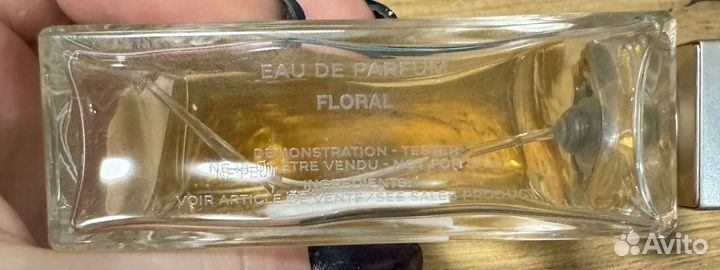 EAU DE PARFUM
FLORAL
DEMONSTRATION - TESTER
NE PEUT ÊTRE VENDU - NOT FOR SALE
INGREDIENTS:
VOIR ARTICLE DE VENTE/SEE SALES PRODUCT
Avito